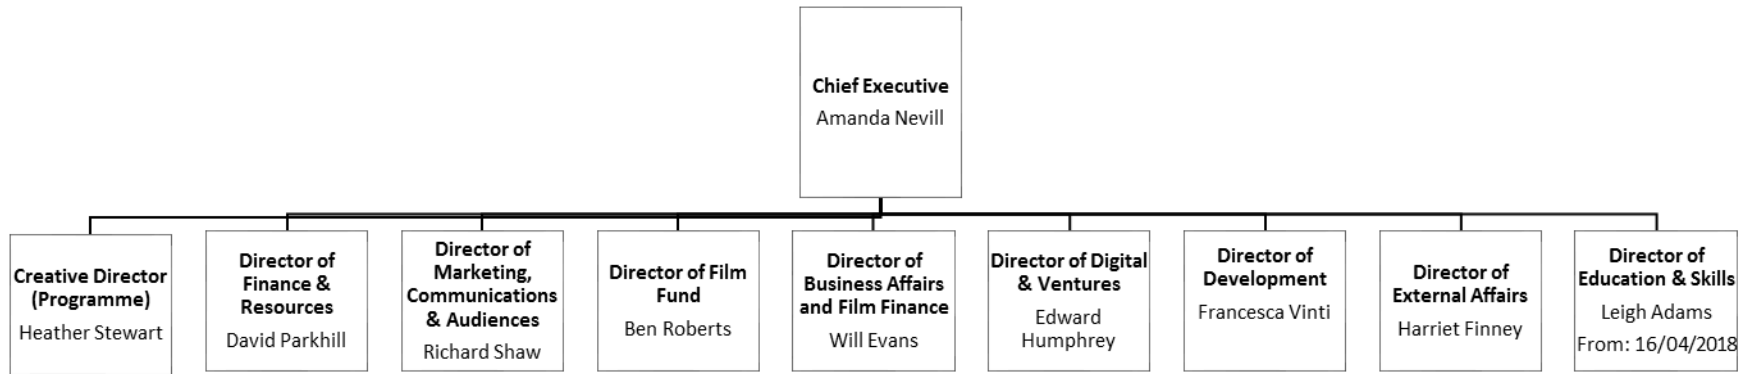 Chief Executive
Amanda Nevill
Creative Director
(Programme)
Heather Stewart
Director of
Finance &
Resources
David Parkhill
Director of
Marketing,
Communications
& Audiences
Richard Shaw
Director of Film
Fund
Ben Roberts
Director of
Business Affairs
and Film Finance
Will Evans
Director of Digital
& Ventures
Edward
Humphrey
Director of
Development
Francesca Vinti
Director of
External Affairs
Harriet Finney
Director of
Education & Skills
Leigh Adams
From: 16/04/2018